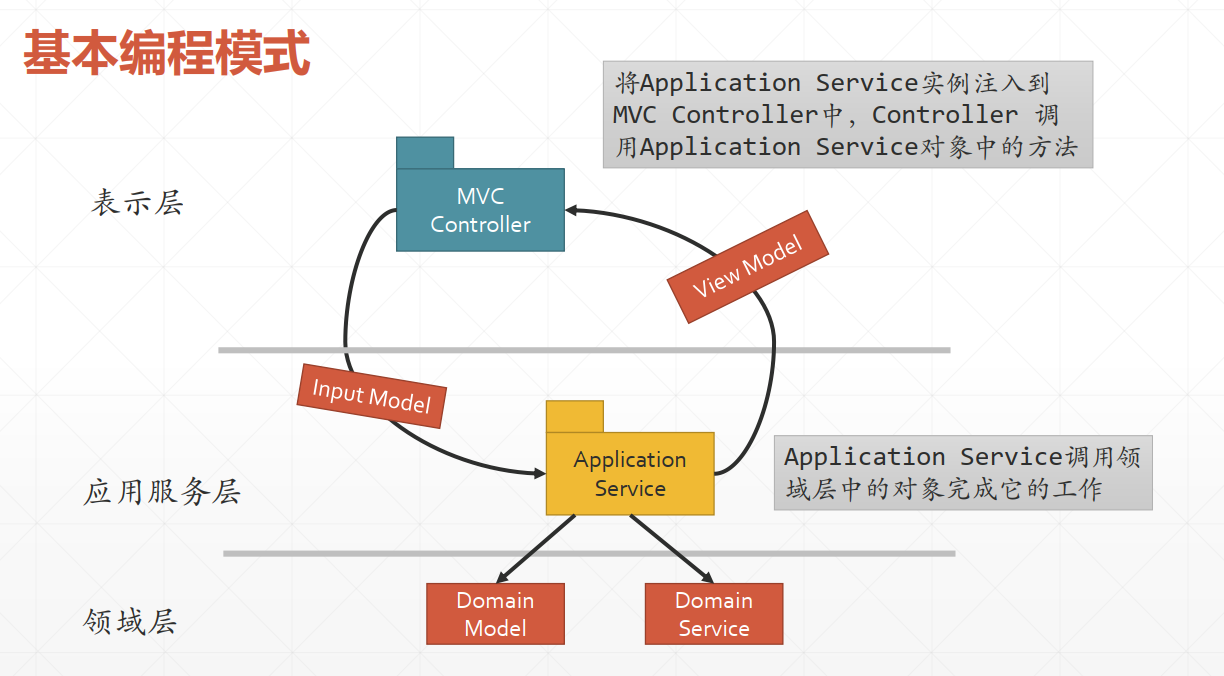 基本编程模式
将Application Service实例注入到
MVC Controller中，Controller 调
用Application Service对象中的方法
表示层
MVC
Controller
View Model
Input Model
应用服务层
Application
Service
Application Service调用领
域层中的对象完成它的工作
领域层
Domain
Model
Domain
Service